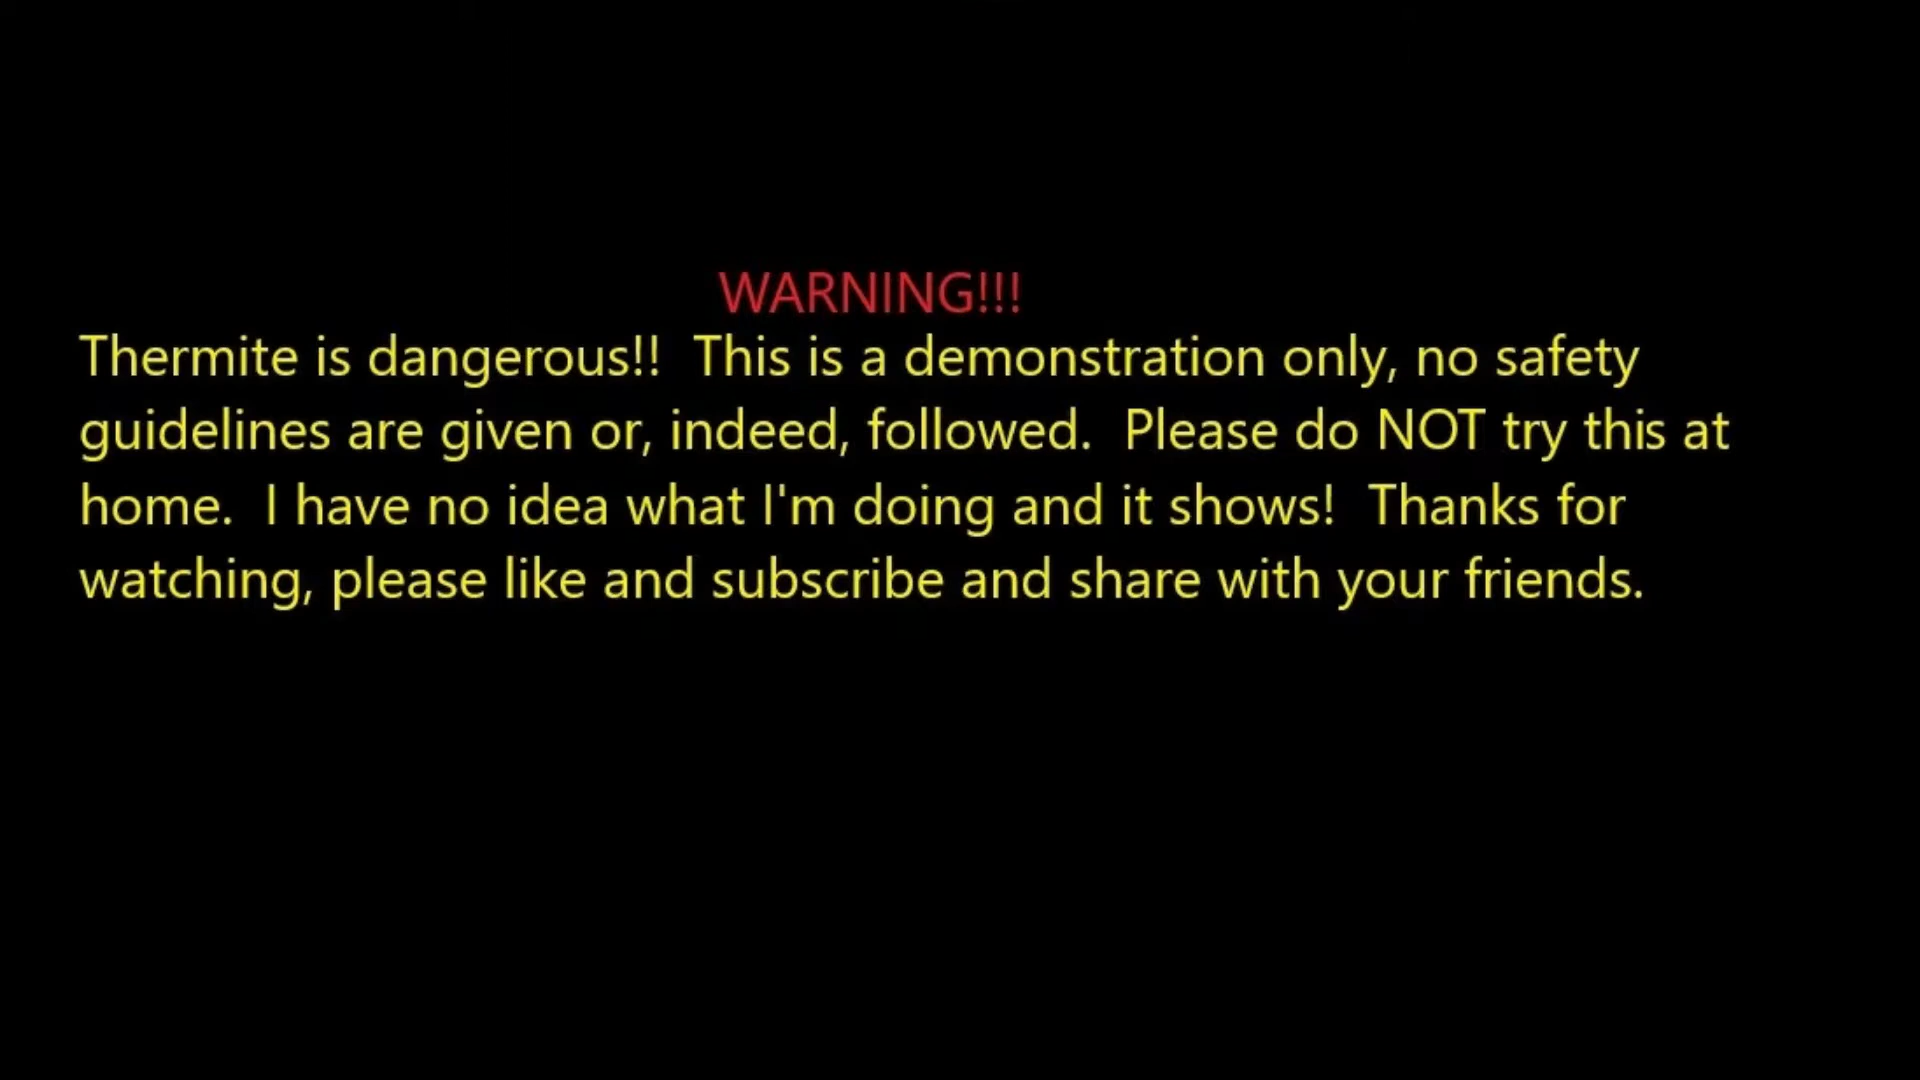 WARNING!!!
Thermite is dangerous!!  This is a demonstration only, no safety
guidelines are given or, indeed, followed.  Please do NOT try this at
home.  I have no idea what I'm doing and it shows!  Thanks for
watching, please like and subscribe and share with your friends.